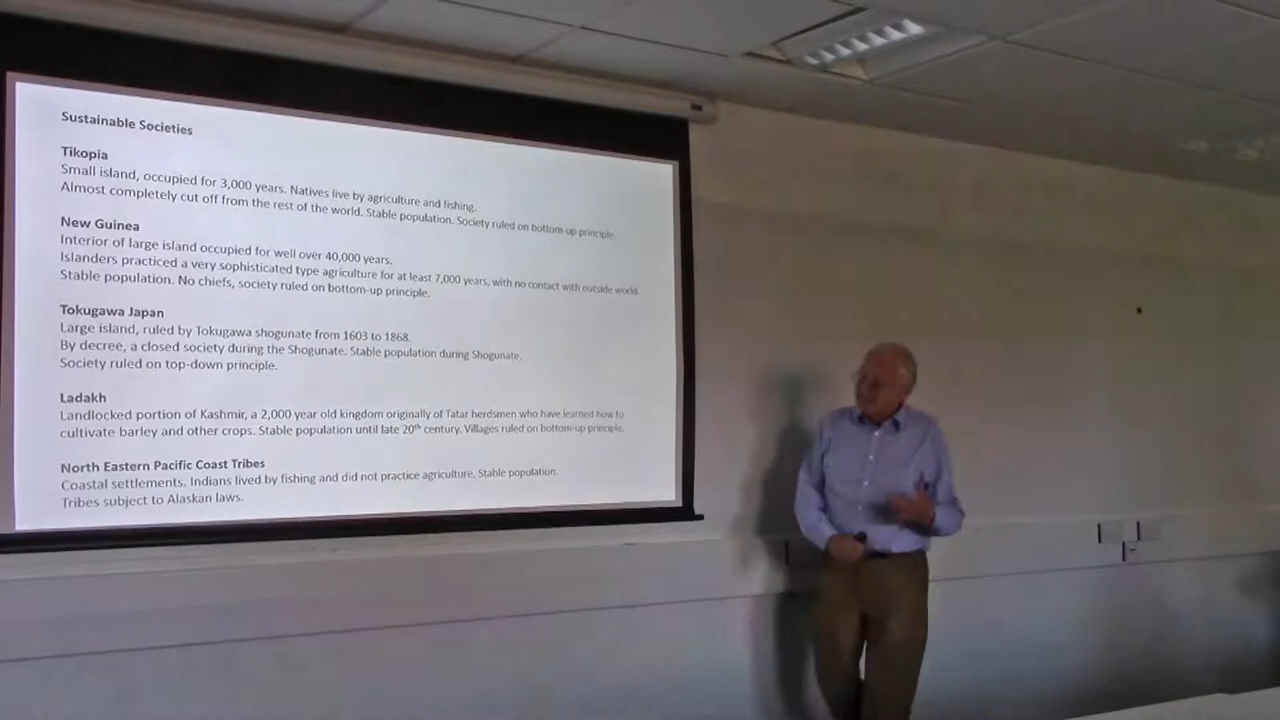 Sustainable Societies
Tikopia
Small island, occupied for 3,000 years. Natives live by agriculture and fishing.
Almost completely cut off from the rest of the world. Stable population. Society ruled on bottom-up principle.
New Guinea
Interior of large island occupied for well over 40,000 years.
Islanders practiced a very sophisticated type agriculture for at least 7,000 years, with no contact with outside world.
Stable population. No chiefs, society ruled on bottom-up principle.
Tokugawa Japan
Large island, ruled by Tokugawa shogunate from 1603 to 1868.
By decree, a closed society during the Shogunate. Stable population during Shogunate.
Society ruled on top-down principle.
Ladakh
Landlocked portion of Kashmir, a 2,000 year old kingdom originally of Tatar herdsmen who have learned how to
cultivate barley and other crops. Stable population until late 20th century. Villages ruled on bottom-up principle.
North Eastern Pacific Coast Tribes
Coastal settlements. Indians lived by fishing and did not practice agriculture. Stable population.
Tribes subject to Alaskan laws.